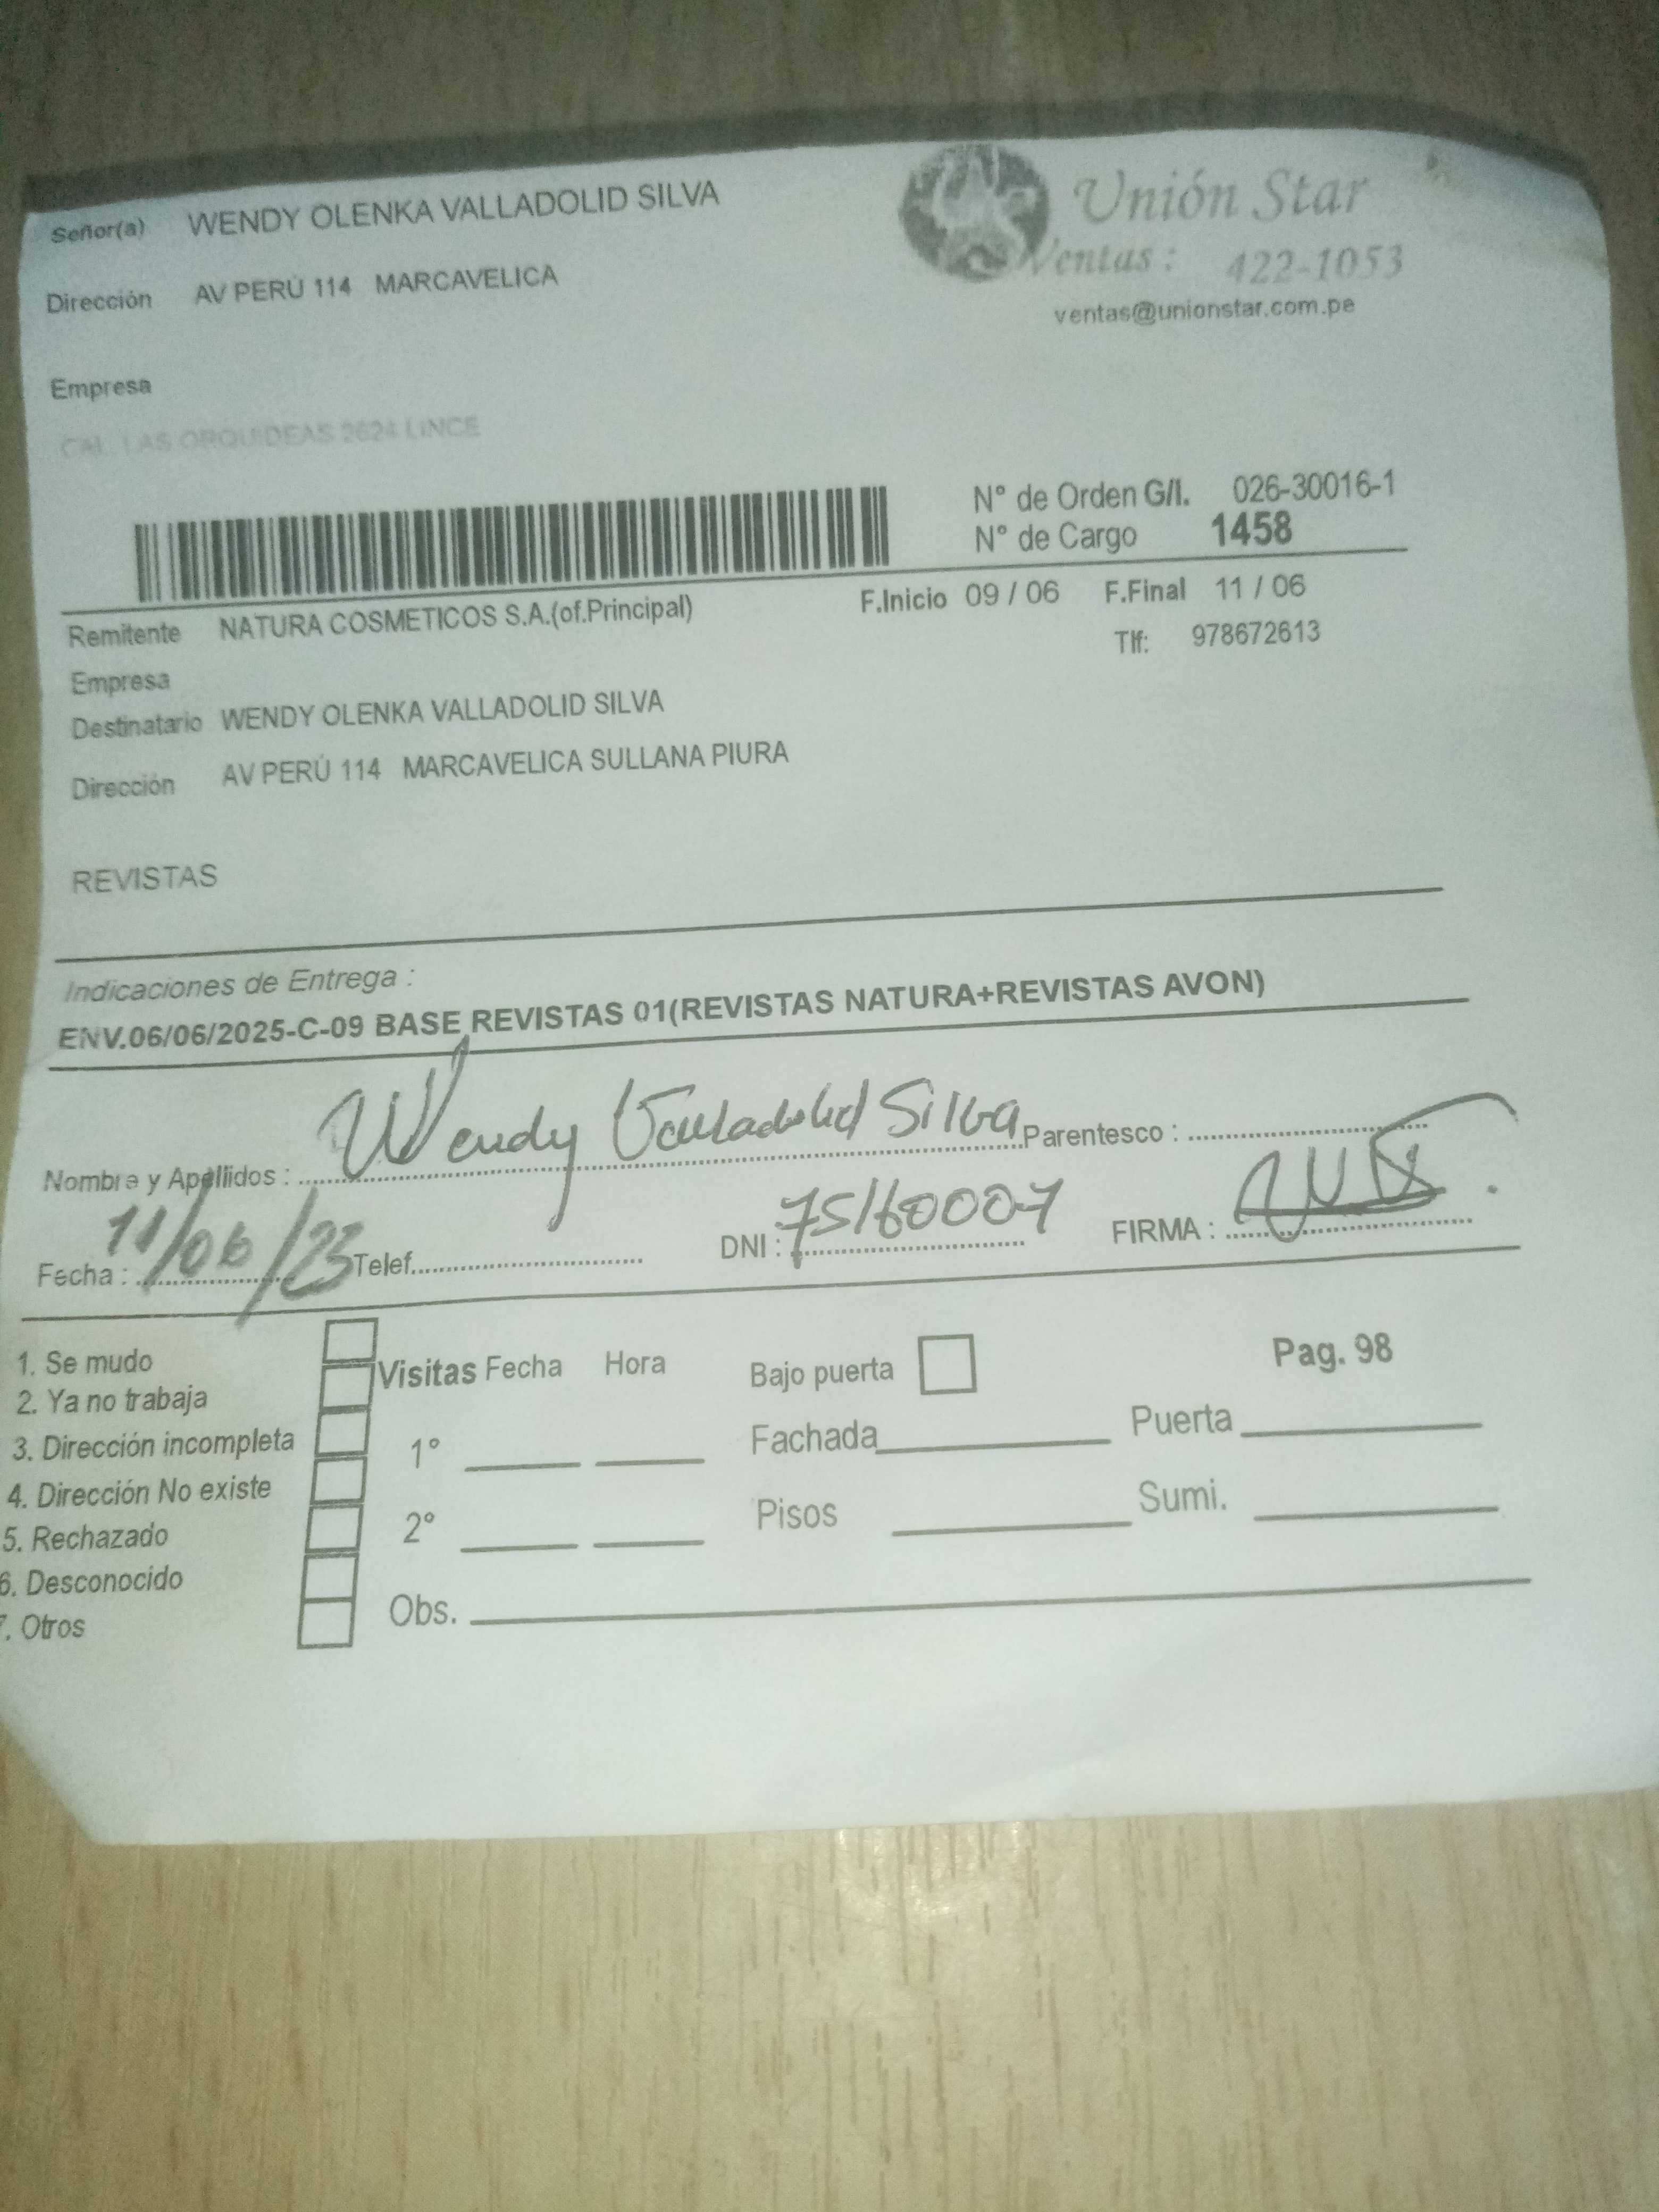 Señor(a) WENDY OLENKA VALLADOLID SILVA
Unión Star
Dirección AV PERÚ 114 MARCAVELICA
Ventas : 422-1053
ventas@unionstar.com.pe
Empresa
CAL. LAS ORQUIDEAS 2624 LINCE
N° de Orden G/I. 026-30016-1
N° de Cargo 1458
Remitente NATURA COSMETICOS S.A.(of.Principal) F.Inicio 09 / 06 F.Final 11 / 06
Tlf: 978672613
Empresa
Destinatario WENDY OLENKA VALLADOLID SILVA
Dirección AV PERÚ 114 MARCAVELICA SULLANA PIURA
REVISTAS
Indicaciones de Entrega :
ENV.06/06/2025-C-09 BASE REVISTAS 01(REVISTAS NATURA+REVISTAS AVON)
Nombre y Apellidos : Wendy Valladolid Silva Parentesco :
Fecha : 11/06/25 Telef. DNI : 75160007 FIRMA :
1. Se mudo
2. Ya no trabaja
3. Dirección incompleta
4. Dirección No existe
5. Rechazado
6. Desconocido
7. Otros
Visitas Fecha Hora
1°
2°
Obs.
Bajo puerta
Fachada
Pisos
Pag. 98
Puerta
Sumi.